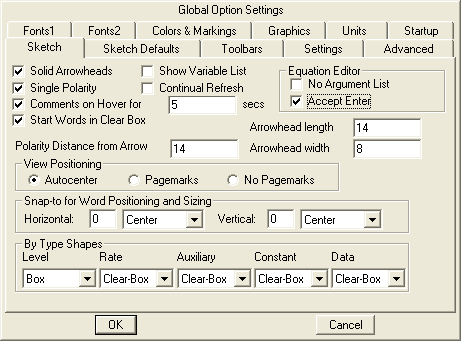 Global Option Settings
Fonts1 Fonts2 Colors & Markings Graphics Units Startup
Sketch Sketch Defaults Toolbars Settings Advanced
Solid Arrowheads Show Variable List Equation Editor
Single Polarity Continual Refresh No Argument List
Comments on Hover for 5 secs Accept Enter
Start Words in Clear Box Arrowhead length 14
Polarity Distance from Arrow 14 Arrowhead width 8
View Positioning
Autocenter Pagemarks No Pagemarks
Snap-to for Word Positioning and Sizing
Horizontal: 0 Center Vertical: 0 Center
By Type Shapes
Level Rate Auxiliary Constant Data
Box Clear-Box Clear-Box Clear-Box Clear-Box
OK Cancel